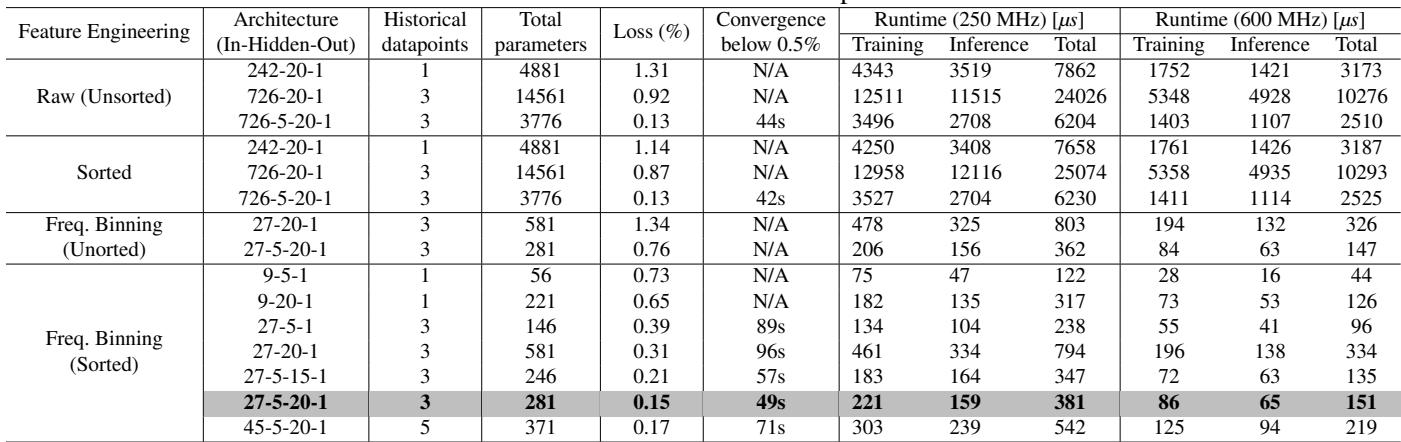 Feature Engineering Architecture (In-Hidden-Out) Historical datapoints Total parameters Loss (%) Convergence below 0.5% Runtime (250 MHz) [μs] Runtime (600 MHz) [μs]
Training Inference Total Training Inference Total
Raw (Unsorted)
242-20-1 1 4881 1.31 N/A 4343 3519 7862 1752 1421 3173
726-20-1 3 14561 0.92 N/A 12511 11515 24026 5348 4928 10276
726-5-20-1 3 3776 0.13 44s 3496 2708 6204 1403 1107 2510
Sorted
242-20-1 1 4881 1.14 N/A 4250 3408 7658 1761 1426 3187
726-20-1 3 14561 0.87 N/A 12958 12116 25074 5358 4935 10293
726-5-20-1 3 3776 0.13 42s 3527 2704 6230 1411 1114 2525
Freq. Binning
(Unorted)
27-20-1 3 581 1.34 N/A 478 325 803 194 132 326
27-5-20-1 3 281 0.76 N/A 206 156 362 84 63 147
Freq. Binning
(Sorted)
9-5-1 1 56 0.73 N/A 75 47 122 28 16 44
9-20-1 1 221 0.65 N/A 182 135 317 73 53 126
27-5-1 3 146 0.39 89s 134 104 238 55 41 96
27-20-1 3 581 0.31 96s 461 334 794 196 138 334
27-5-15-1 3 246 0.21 57s 183 164 347 72 63 135
27-5-20-1 3 281 0.15 49s 221 159 381 86 65 151
45-5-20-1 5 371 0.17 71s 303 239 542 125 94 219